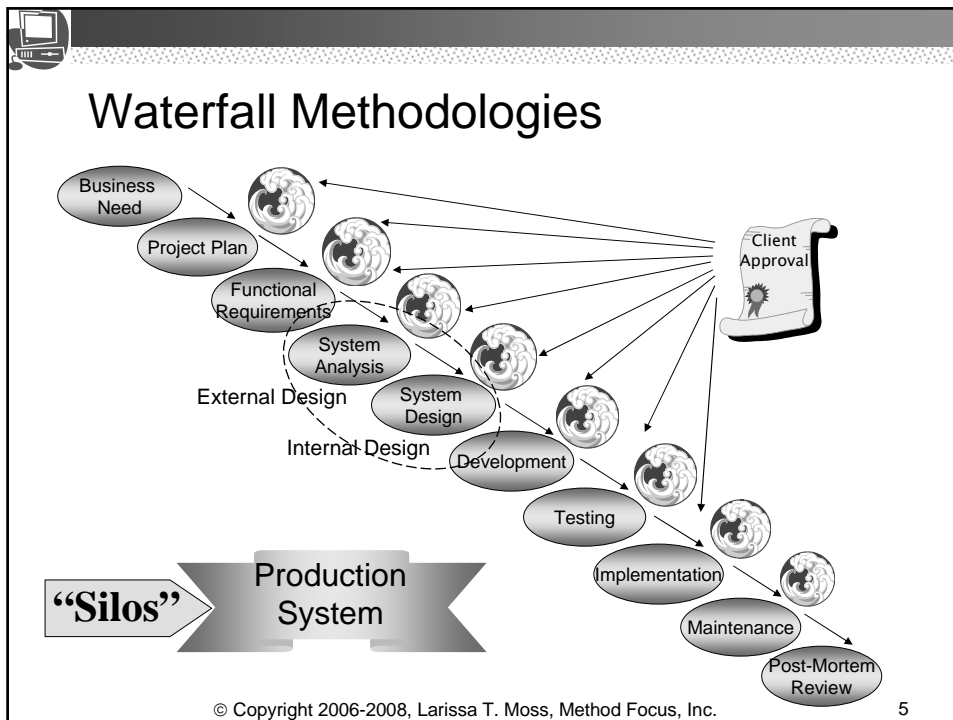 Waterfall Methodologies
Business
Need
Project Plan
Functional
Requirements
System
Analysis
External Design
System
Design
Internal Design
Development
Testing
Implementation
Maintenance
Post-Mortem
Review
Client
Approval
“Silos”
Production
System
© Copyright 2006-2008, Larissa T. Moss, Method Focus, Inc.
5